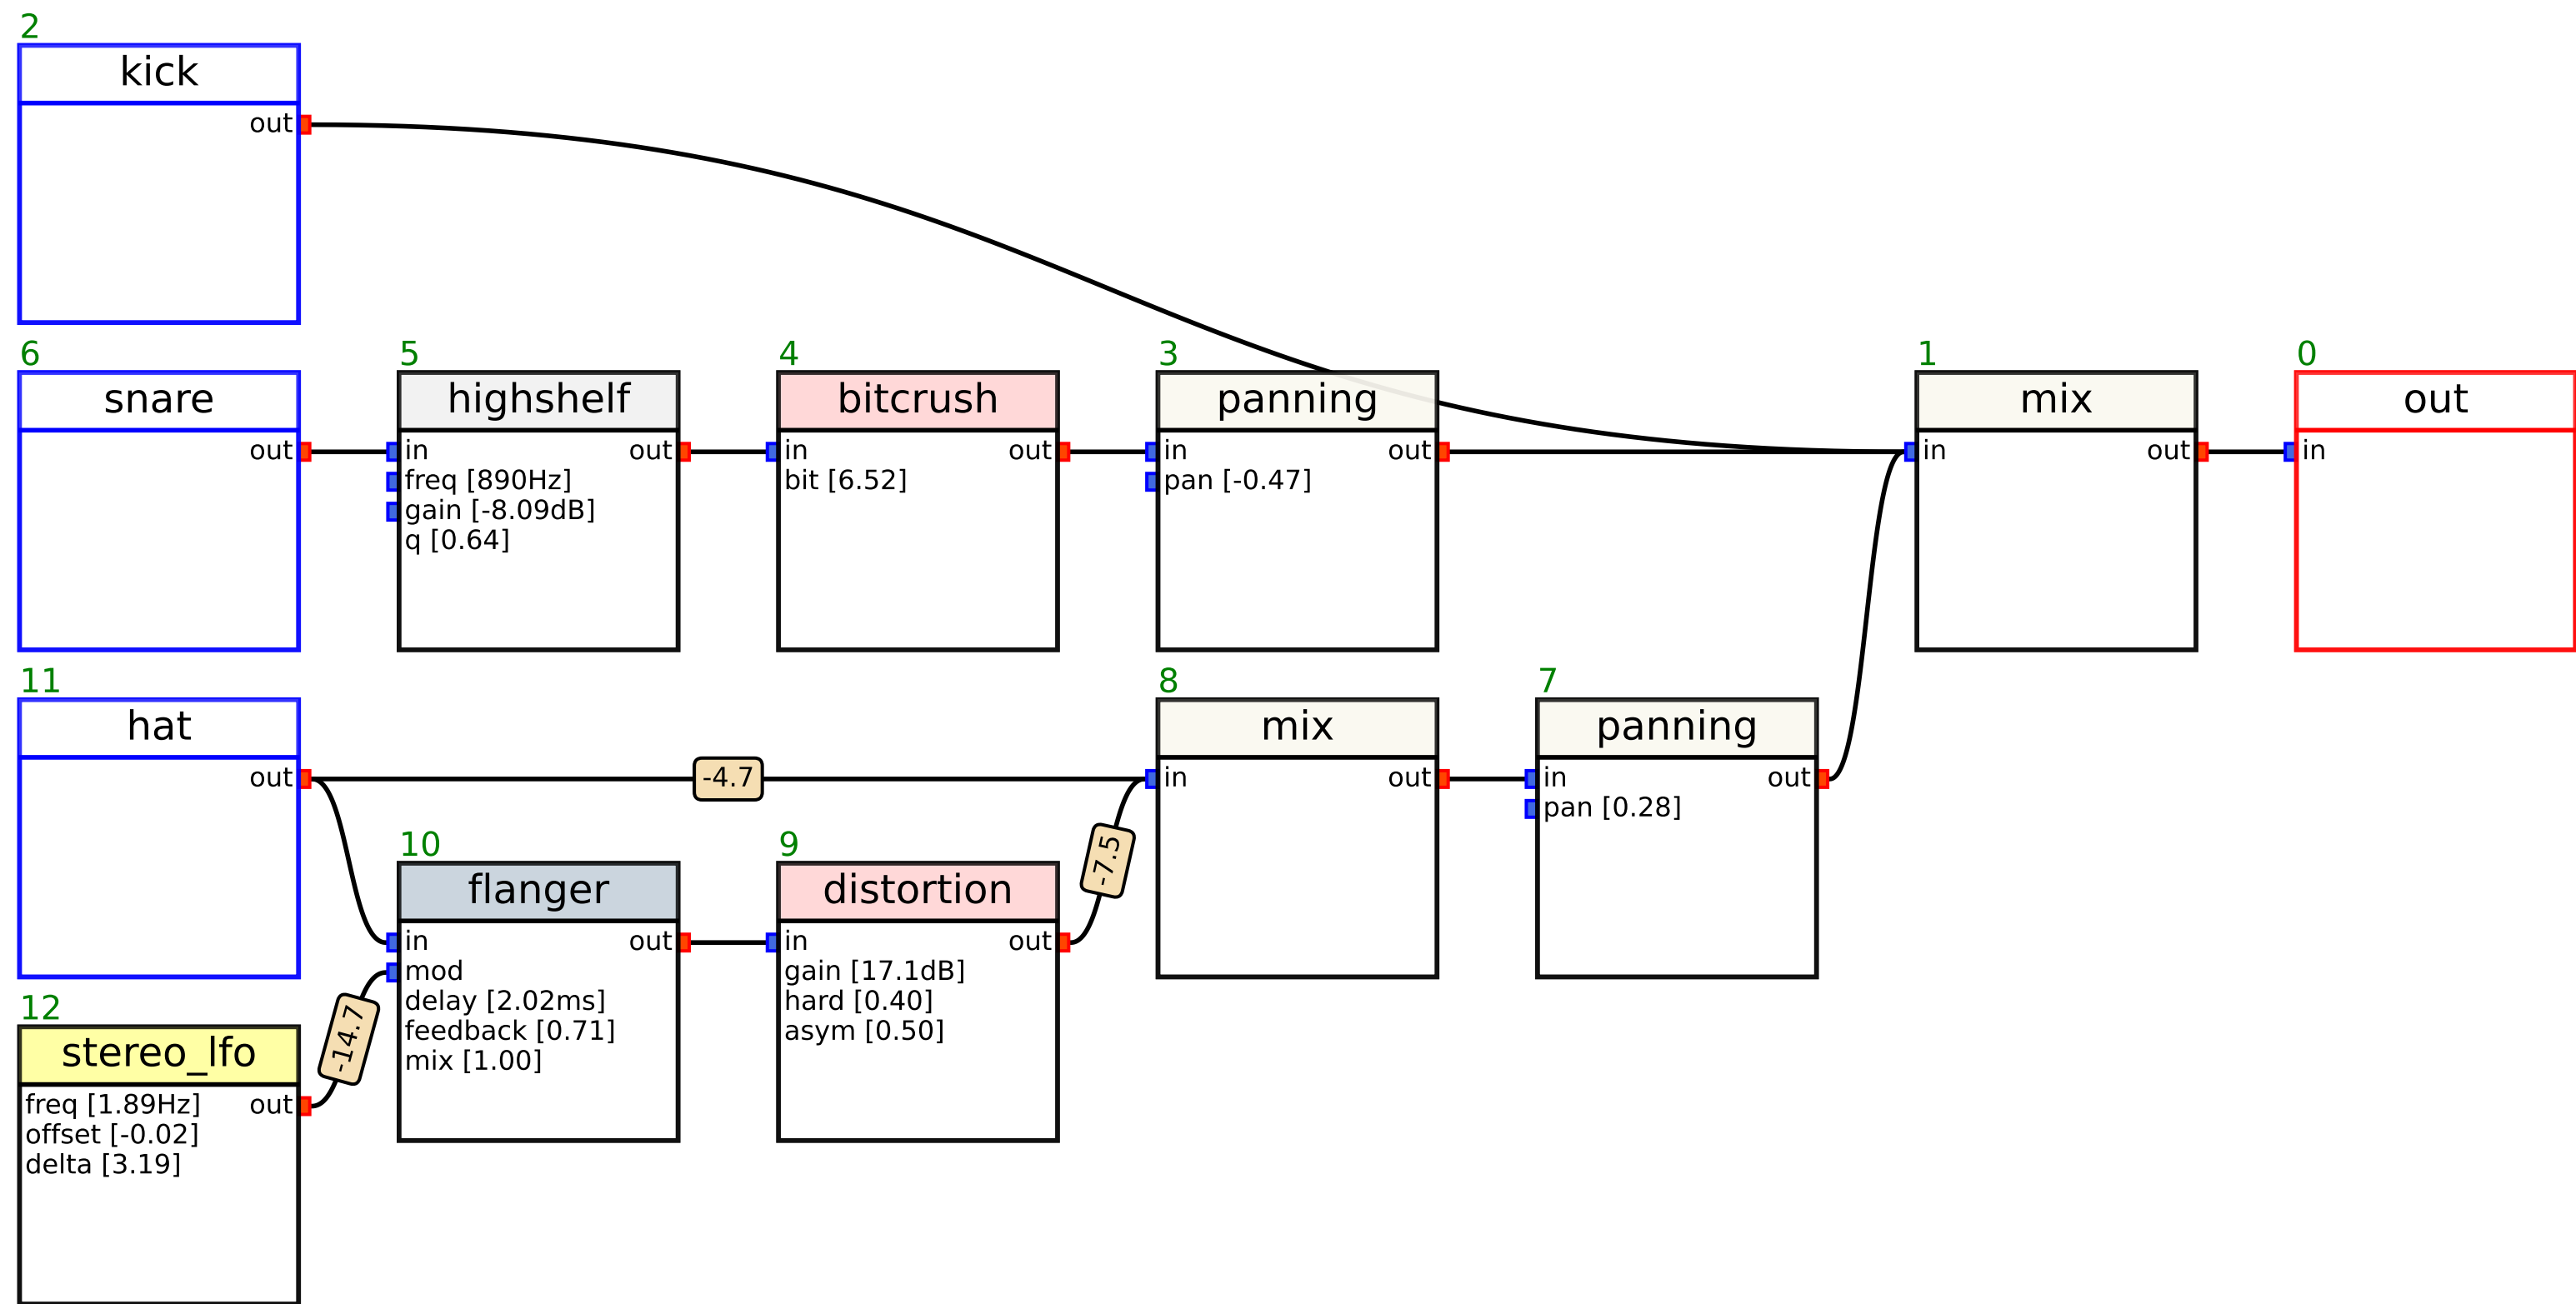 2
kick
out
6
snare
out
5
highshelf
in out
freq [890Hz]
gain [-8.09dB]
q [0.64]
4
bitcrush
in out
bit [6.52]
3
panning
in out
pan [-0.47]
1
mix
in out
0
out
in
11
hat
out
-4.7
8
mix
in out
7
panning
in out
pan [0.28]
10
flanger
in out
mod
delay [2.02ms]
feedback [0.71]
mix [1.00]
9
distortion
in out
gain [17.1dB]
hard [0.40]
asym [0.50]
-7.5
12
stereo_lfo
freq [1.89Hz] out
offset [-0.02]
delta [3.19]
-14.7